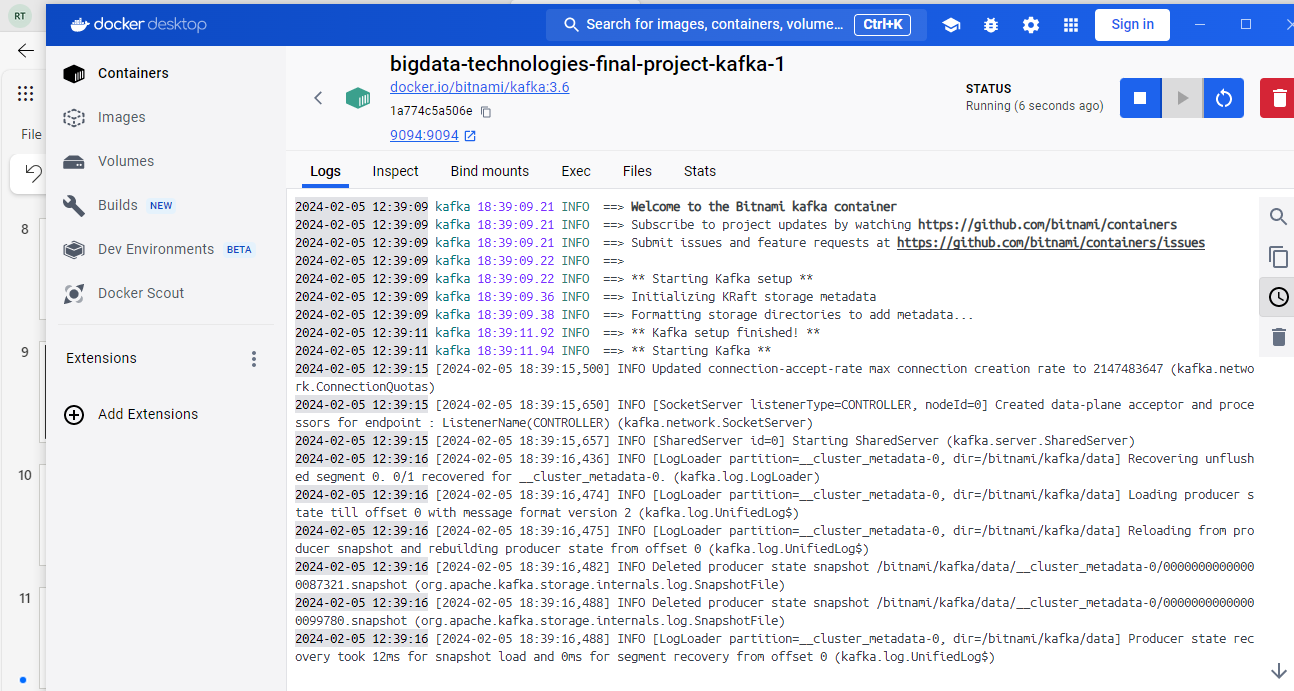 RT
docker desktop
Search for images, containers, volume...
Ctrl+K
Sign in
File
8
9
10
11
Containers
Images
Volumes
Builds NEW
Dev Environments BETA
Docker Scout
Extensions
Add Extensions
bigdata-technologies-final-project-kafka-1
docker.io/bitnami/kafka:3.6
1a774c5a506e
9094:9094
STATUS
Running (6 seconds ago)
Logs Inspect Bind mounts Exec Files Stats
2024-02-05 12:39:09 kafka 18:39:09.21 INFO ==> Welcome to the Bitnami kafka container
2024-02-05 12:39:09 kafka 18:39:09.21 INFO ==> Subscribe to project updates by watching https://github.com/bitnami/containers
2024-02-05 12:39:09 kafka 18:39:09.21 INFO ==> Submit issues and feature requests at https://github.com/bitnami/containers/issues
2024-02-05 12:39:09 kafka 18:39:09.22 INFO ==>
2024-02-05 12:39:09 kafka 18:39:09.22 INFO ==> ** Starting Kafka setup **
2024-02-05 12:39:09 kafka 18:39:09.36 INFO ==> Initializing KRaft storage metadata
2024-02-05 12:39:09 kafka 18:39:09.38 INFO ==> Formatting storage directories to add metadata...
2024-02-05 12:39:11 kafka 18:39:11.92 INFO ==> ** Kafka setup finished! **
2024-02-05 12:39:11 kafka 18:39:11.94 INFO ==> ** Starting Kafka **
2024-02-05 12:39:15 [2024-02-05 18:39:15,500] INFO Updated connection-accept-rate max connection creation rate to 2147483647 (kafka.netwo
rk.ConnectionQuotas)
2024-02-05 12:39:15 [2024-02-05 18:39:15,650] INFO [SocketServer listenerType=CONTROLLER, nodeId=0] Created data-plane acceptor and proce
ssors for endpoint : ListenerName(CONTROLLER) (kafka.network.SocketServer)
2024-02-05 12:39:15 [2024-02-05 18:39:15,657] INFO [SharedServer id=0] Starting SharedServer (kafka.server.SharedServer)
2024-02-05 12:39:16 [2024-02-05 18:39:16,436] INFO [LogLoader partition=__cluster_metadata-0, dir=/bitnami/kafka/data] Recovering unflush
ed segment 0. 0/1 recovered for __cluster_metadata-0. (kafka.log.LogLoader)
2024-02-05 12:39:16 [2024-02-05 18:39:16,474] INFO [LogLoader partition=__cluster_metadata-0, dir=/bitnami/kafka/data] Loading producer s
tate till offset 0 with message format version 2 (kafka.log.UnifiedLog$)
2024-02-05 12:39:16 [2024-02-05 18:39:16,475] INFO [LogLoader partition=__cluster_metadata-0, dir=/bitnami/kafka/data] Reloading from pro
ducer snapshot and rebuilding producer state from offset 0 (kafka.log.UnifiedLog$)
2024-02-05 12:39:16 [2024-02-05 18:39:16,482] INFO Deleted producer state snapshot /bitnami/kafka/data/__cluster_metadata-0/0000000000000
0087321.snapshot (org.apache.kafka.storage.internals.log.SnapshotFile)
2024-02-05 12:39:16 [2024-02-05 18:39:16,488] INFO Deleted producer state snapshot /bitnami/kafka/data/__cluster_metadata-0/0000000000000
0099780.snapshot (org.apache.kafka.storage.internals.log.SnapshotFile)
2024-02-05 12:39:16 [2024-02-05 18:39:16,488] INFO [LogLoader partition=__cluster_metadata-0, dir=/bitnami/kafka/data] Producer state rec
overy took 12ms for snapshot load and 0ms for segment recovery from offset 0 (kafka.log.UnifiedLog$)